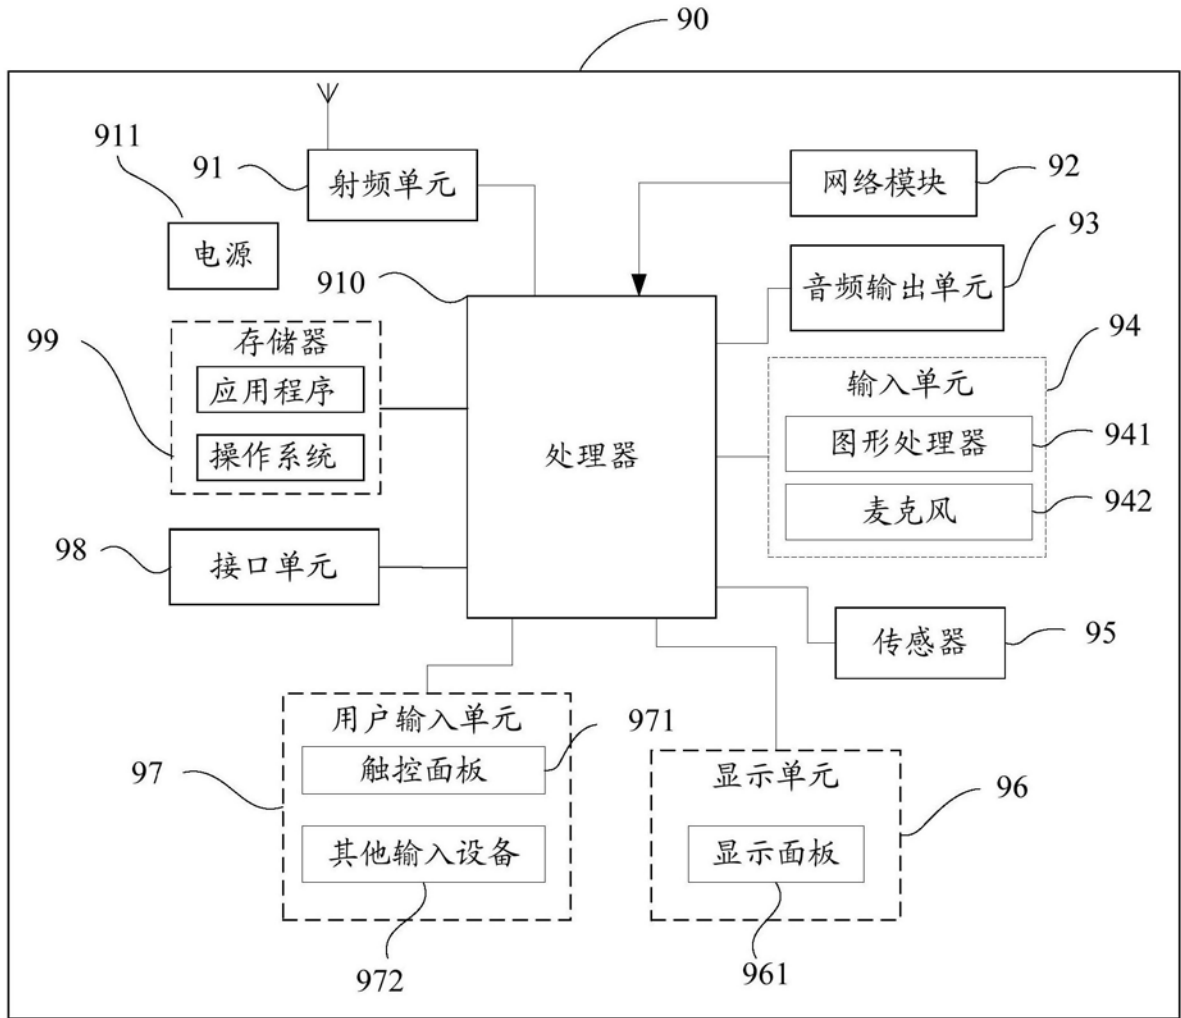 90
911
91
射频单元
网络模块
92
电源
93
910
音频输出单元
99
存储器
94
应用程序
输入单元
操作系统
处理器
图形处理器
941
麦克风
942
98
接口单元
传感器
95
用户输入单元
971
97
触控面板
显示单元
96
其他输入设备
显示面板
972
961